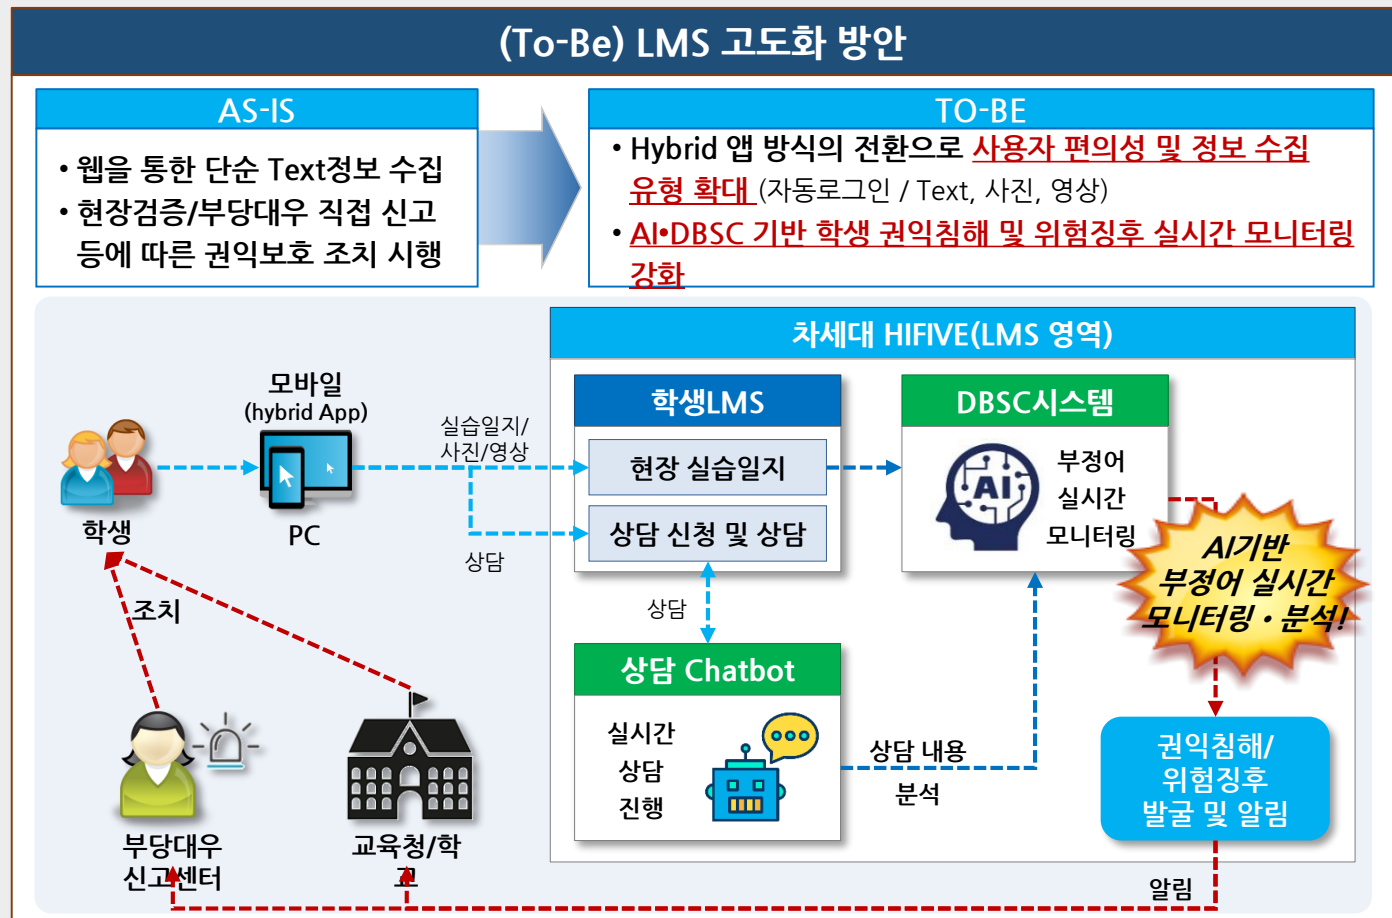 (To-Be) LMS 고도화 방안
AS-IS
• 웹을 통한 단순 Text정보 수집
• 현장검증/부당대우 직접 신고
등에 따른 권익보호 조치 시행
TO-BE
• Hybrid 앱 방식의 전환으로 사용자 편의성 및 정보 수집
유형 확대 (자동로그인 / Text, 사진, 영상)
• AI•DBSC 기반 학생 권익침해 및 위험징후 실시간 모니터링
강화
차세대 HIFIVE(LMS 영역)
모바일
(hybrid App)
PC
학생
실습일지/
사진/영상
상담
학생LMS
현장 실습일지
상담 신청 및 상담
DBSC시스템
AI
부정어
실시간
모니터링
AI기반
부정어 실시간
모니터링・분석!
상담
상담 Chatbot
실시간
상담
진행
상담 내용
분석
권익침해/
위험징후
발굴 및 알림
알림
조치
부당대우
신고센터
교육청/학
교